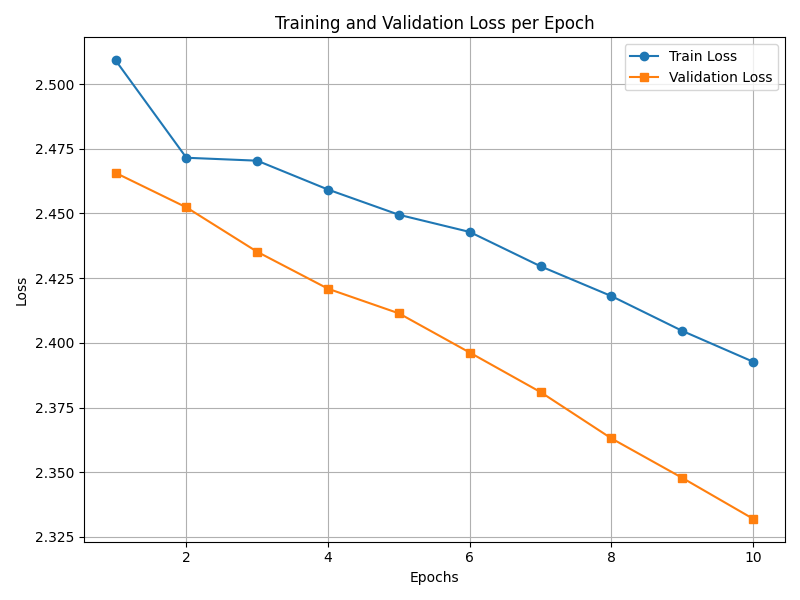 Training and Validation Loss per Epoch
Train Loss
Validation Loss
Loss
2.500
2.475
2.450
2.425
2.400
2.375
2.350
2.325
2
4
6
8
10
Epochs